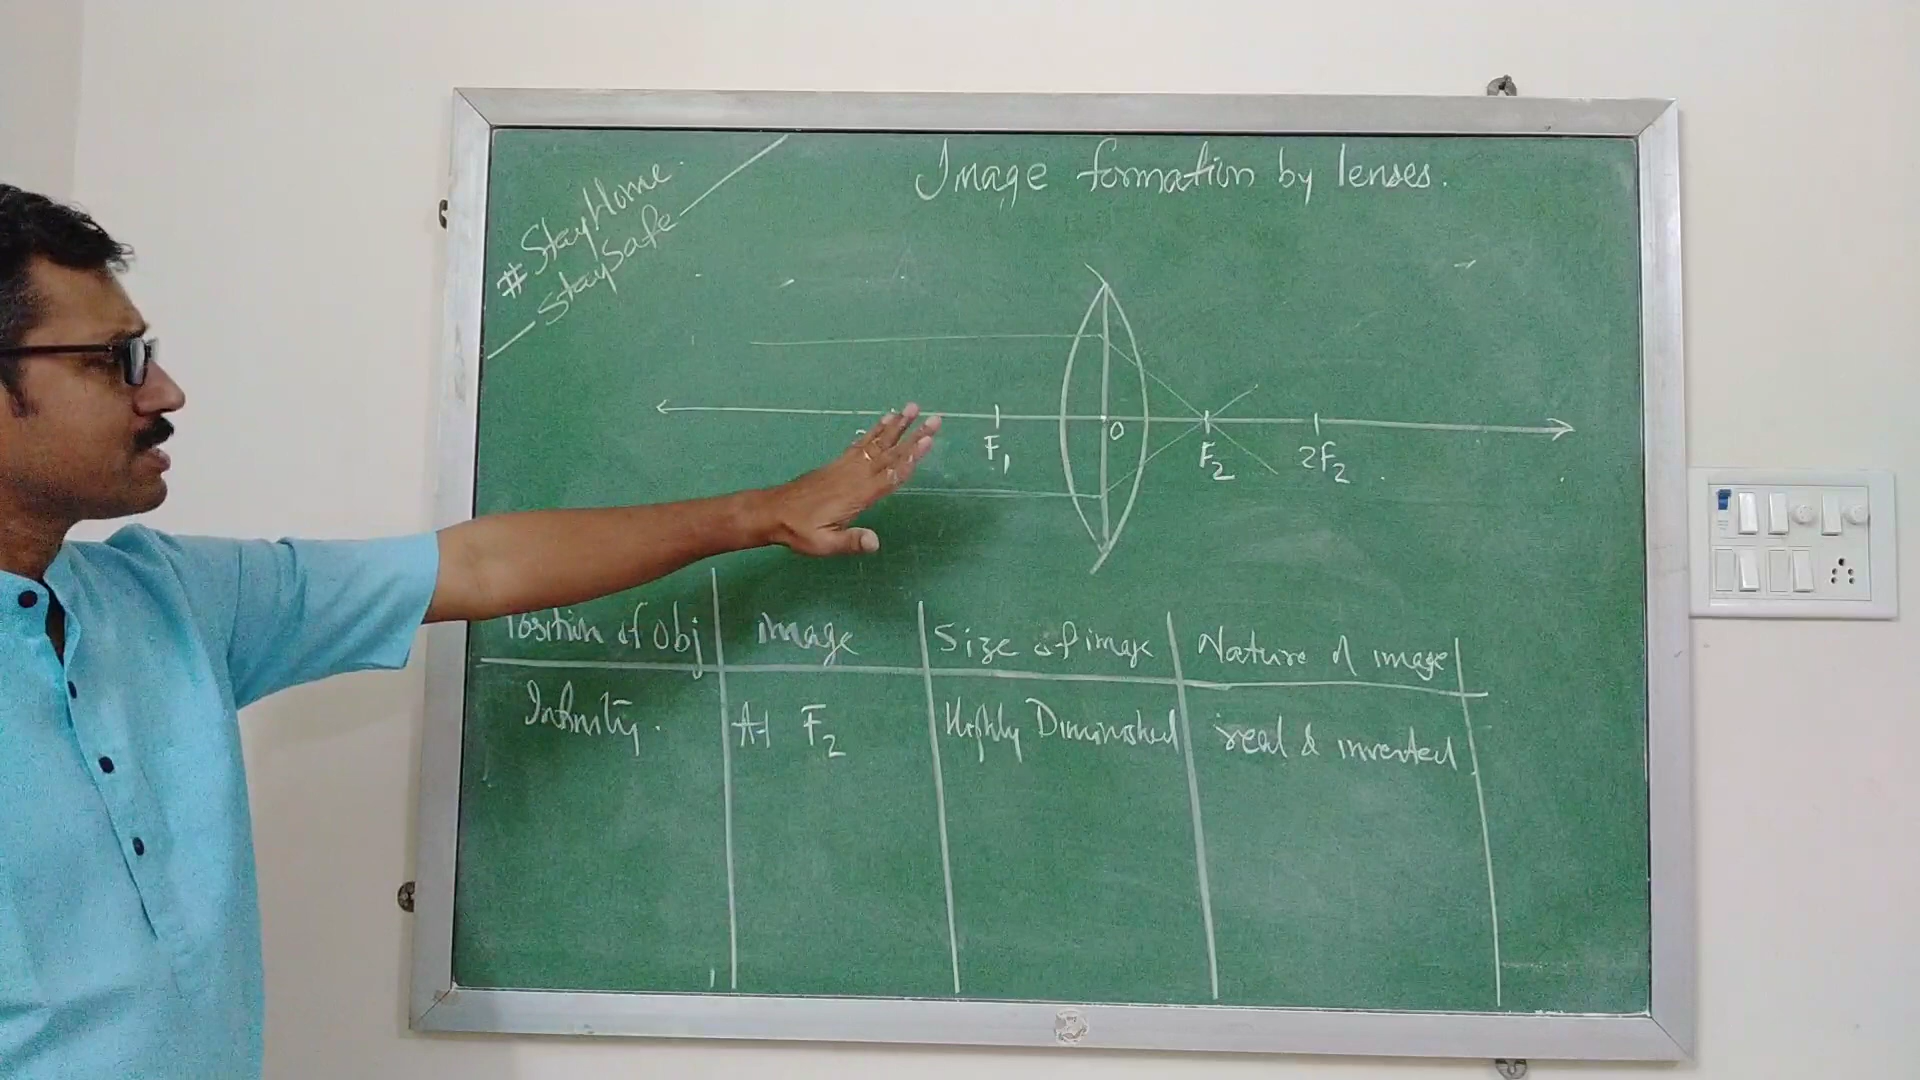 Image formation by lenses.
#StayHome
staySafe
F1
O
F2
2F2
Position of Obj
image
Size of image
Nature of image
Infinity.
At F2
Highly Diminished
real & inverted